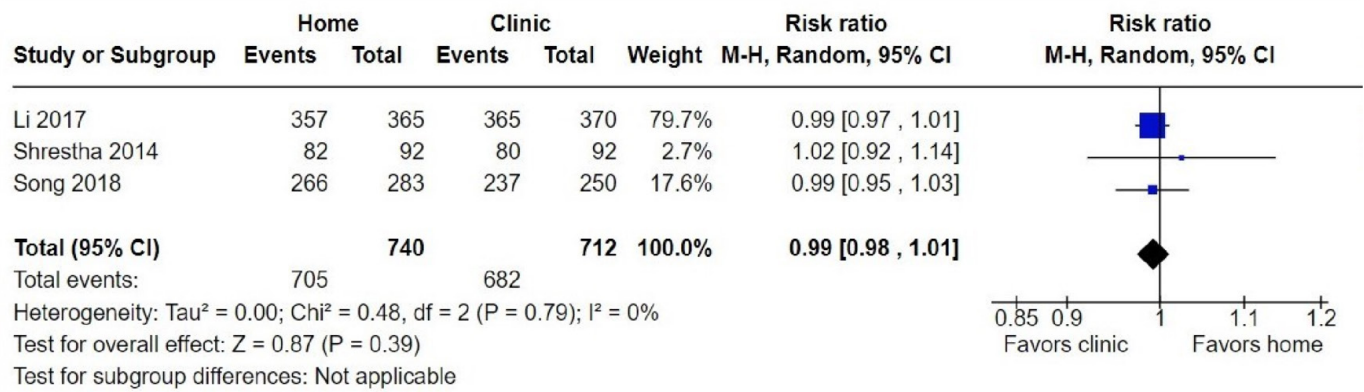 Home Clinic Risk ratio Risk ratio
Study or Subgroup Events Total Events Total Weight M-H, Random, 95% CI M-H, Random, 95% CI
Li 2017 357 365 365 370 79.7% 0.99 [0.97 , 1.01]
Shrestha 2014 82 92 80 92 2.7% 1.02 [0.92 , 1.14]
Song 2018 266 283 237 250 17.6% 0.99 [0.95 , 1.03]
Total (95% CI) 740 712 100.0% 0.99 [0.98 , 1.01]
Total events: 705 682
Heterogeneity: Tau² = 0.00; Chi² = 0.48, df = 2 (P = 0.79); I² = 0%
0.85 0.9 1 1.1 1.2
Test for overall effect: Z = 0.87 (P = 0.39)
Favors clinic Favors home
Test for subgroup differences: Not applicable